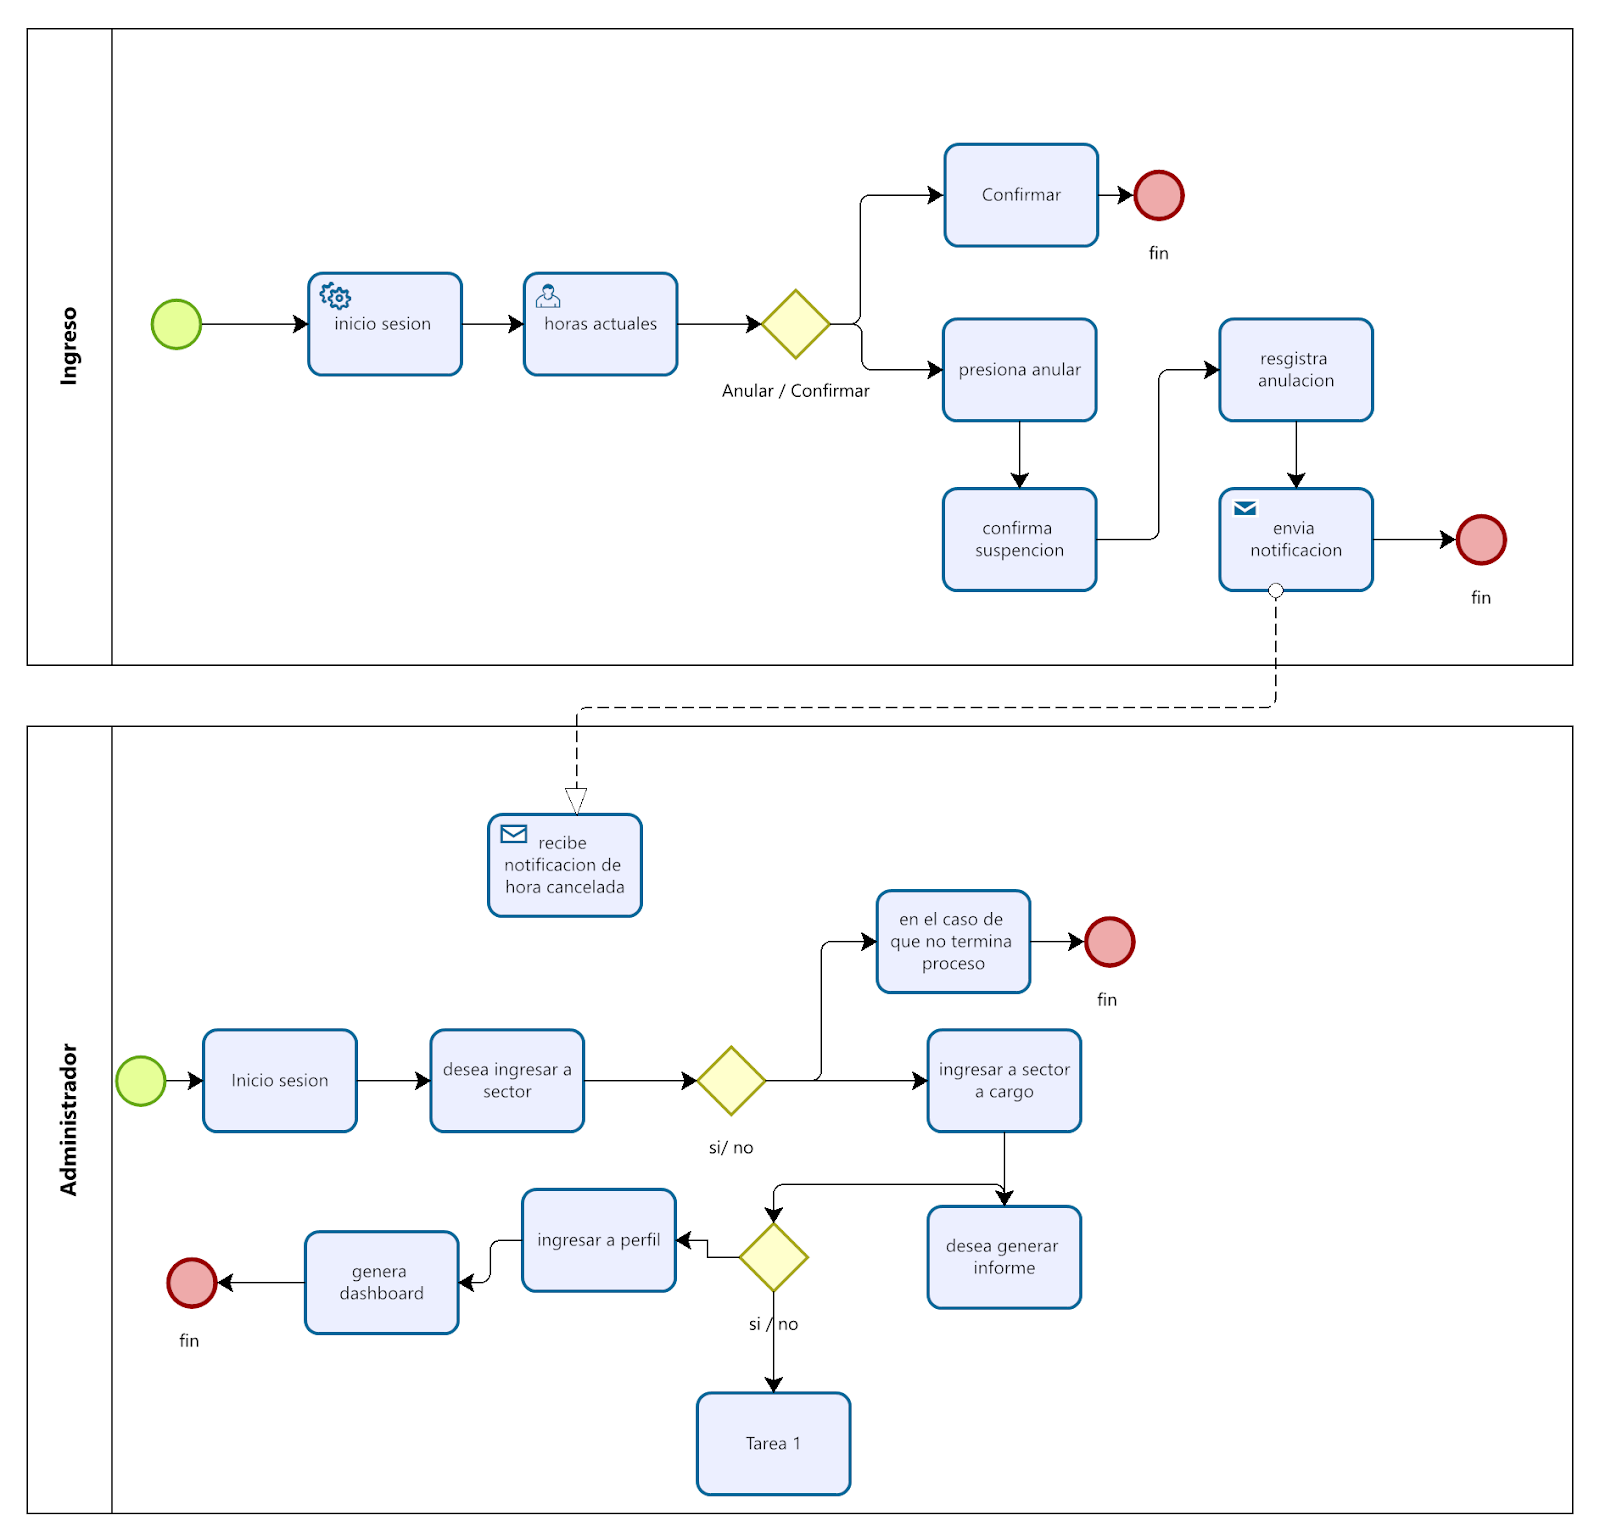 Ingreso
inicio sesion
horas actuales
Anular / Confirmar
Confirmar
fin
presiona anular
confirma
suspencion
resgistra
anulacion
envia
notificacion
fin
Administrador
recibe
notificacion de
hora cancelada
Inicio sesion
desea ingresar a
sector
si/ no
en el caso de
que no termina
proceso
fin
ingresar a sector
a cargo
desea generar
informe
si / no
ingresar a perfil
genera
dashboard
fin
Tarea 1